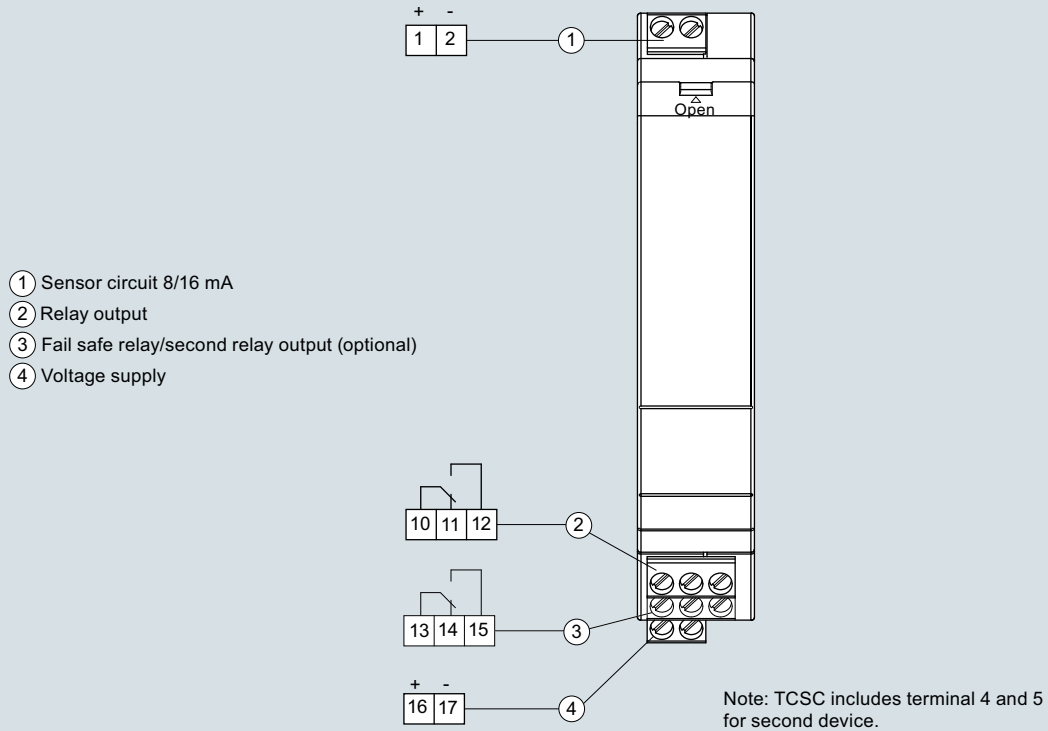 + -
1 2
1
Open
1 Sensor circuit 8/16 mA
2 Relay output
3 Fail safe relay/second relay output (optional)
4 Voltage supply
10 11 12
2
13 14 15
3
+ -
16 17
4
Note: TCSC includes terminal 4 and 5
for second device.